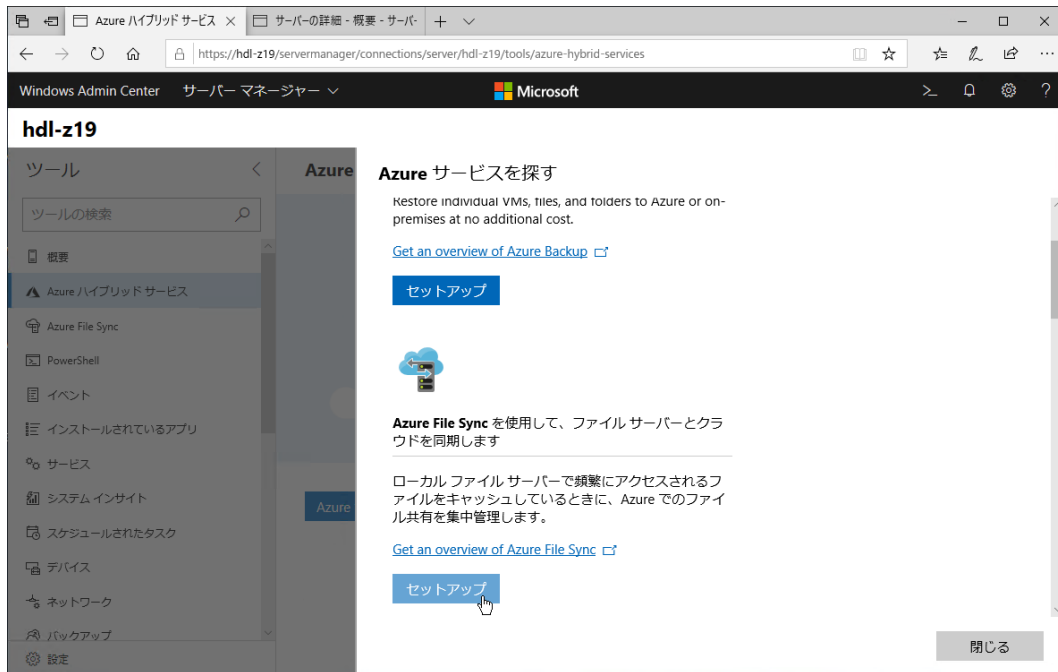 Azure ハイブリッド サービス
サーバーの詳細 - 概要 - サーバ-
https://hdl-z19/servermanager/connections/server/hdl-z19/tools/azure-hybrid-services
Windows Admin Center サーバー マネージャー
Microsoft
hdl-z19
ツール
ツールの検索
概要
Azure ハイブリッド サービス
Azure File Sync
PowerShell
イベント
インストールされているアプリ
サービス
システム インサイト
スケジュールされたタスク
デバイス
ネットワーク
バックアップ
設定
Azure
Azure
Azure サービスを探す
Restore individual VMs, files, and folders to Azure or on-
premises at no additional cost.
Get an overview of Azure Backup
セットアップ
Azure File Sync を使用して、ファイル サーバーとクラ
ウドを同期します
ローカル ファイル サーバーで頻繁にアクセスされるフ
ァイルをキャッシュしているときに、Azure でのファイ
ル共有を集中管理します。
Get an overview of Azure File Sync
セットアップ
閉じる